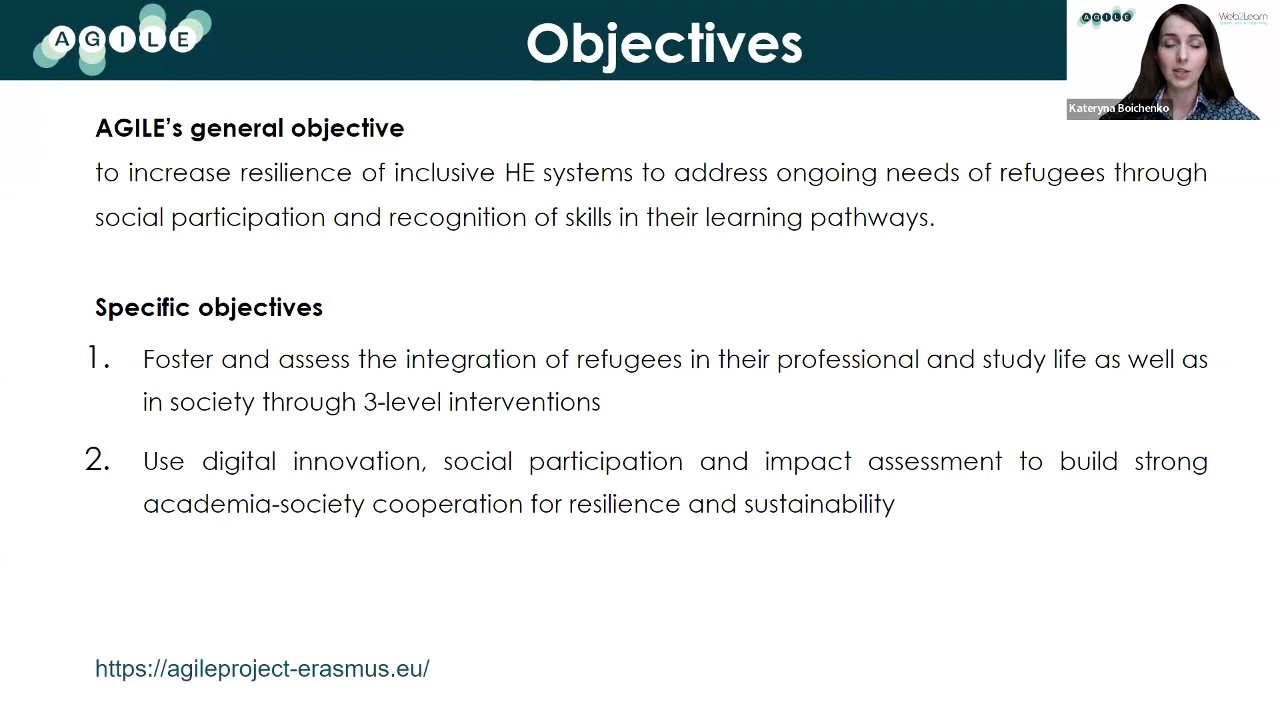 AGILE
Objectives
AGILE
Web2Learn
Kateryna Boichenko
AGILE's general objective
to increase resilience of inclusive HE systems to address ongoing needs of refugees through
social participation and recognition of skills in their learning pathways.
Specific objectives
1. Foster and assess the integration of refugees in their professional and study life as well as
in society through 3-level interventions
2. Use digital innovation, social participation and impact assessment to build strong
academia-society cooperation for resilience and sustainability
https://agileproject-erasmus.eu/